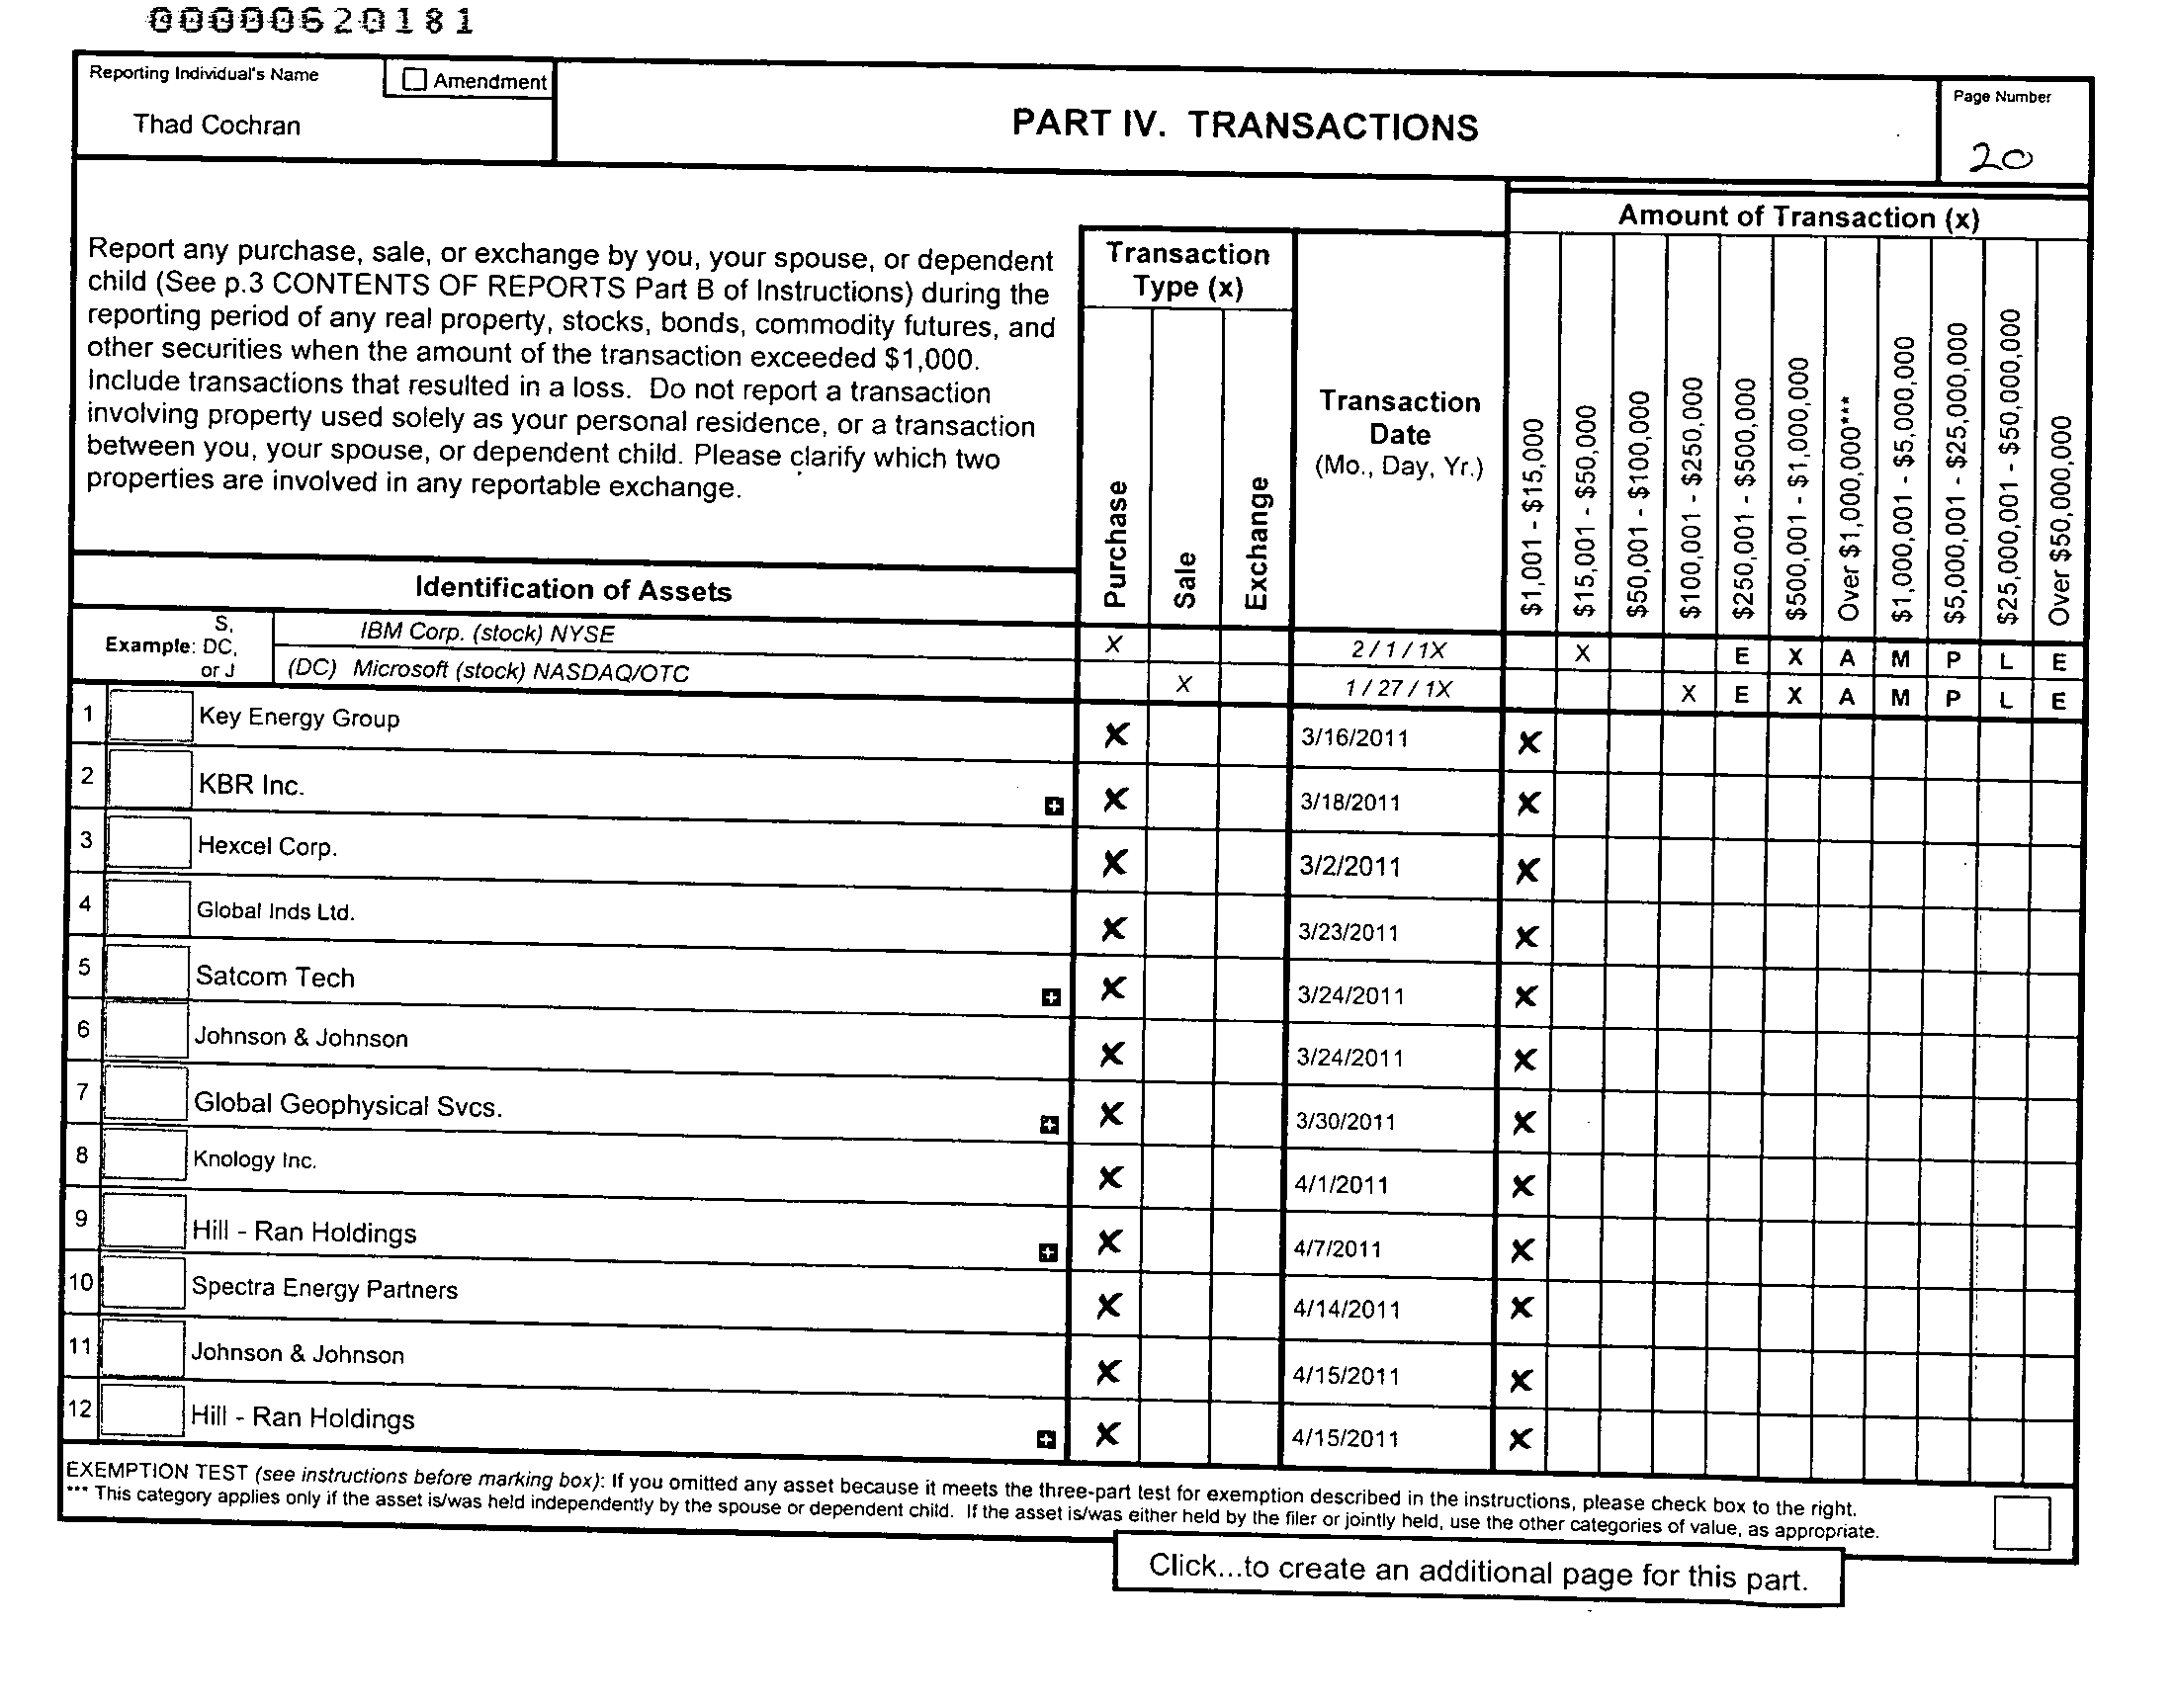 00000620181
Reporting Individual's Name
Amendment
Thad Cochran
PART IV. TRANSACTIONS
Page Number
20
Report any purchase, sale, or exchange by you, your spouse, or dependent
child (See p.3 CONTENTS OF REPORTS Part B of Instructions) during the
reporting period of any real property, stocks, bonds, commodity futures, and
other securities when the amount of the transaction exceeded $1,000.
Include transactions that resulted in a loss. Do not report a transaction
involving property used solely as your personal residence, or a transaction
between you, your spouse, or dependent child. Please clarify which two
properties are involved in any reportable exchange.
Identification of Assets
Transaction
Type (x)
Purchase
Sale
Exchange
Transaction
Date
(Mo., Day, Yr.)
Amount of Transaction (x)
$1,001 - $15,000
$15,001 - $50,000
$50,001 - $100,000
$100,001 - $250,000
$250,001 - $500,000
$500,001 - $1,000,000
Over $1,000,000***
$1,000,001 - $5,000,000
$5,000,001 - $25,000,000
$25,000,001 - $50,000,000
Over $50,000,000
Example: S, DC, or J
IBM Corp. (stock) NYSE X 2 / 1 / 1X X E X A M P L E
(DC) Microsoft (stock) NASDAQ/OTC X 1 / 27 / 1X X E X A M P L E
1 Key Energy Group X 3/16/2011 X
2 KBR Inc. + X 3/18/2011 X
3 Hexcel Corp. X 3/2/2011 X
4 Global Inds Ltd. X 3/23/2011 X
5 Satcom Tech + X 3/24/2011 X
6 Johnson & Johnson X 3/24/2011 X
7 Global Geophysical Svcs. + X 3/30/2011 X
8 Knology Inc. X 4/1/2011 X
9 Hill - Ran Holdings + X 4/7/2011 X
10 Spectra Energy Partners X 4/14/2011 X
11 Johnson & Johnson X 4/15/2011 X
12 Hill - Ran Holdings + X 4/15/2011 X
EXEMPTION TEST (see instructions before marking box): If you omitted any asset because it meets the three-part test for exemption described in the instructions, please check box to the right.
*** This category applies only if the asset is/was held independently by the spouse or dependent child. If the asset is/was either held by the filer or jointly held, use the other categories of value, as appropriate.
Click...to create an additional page for this part.